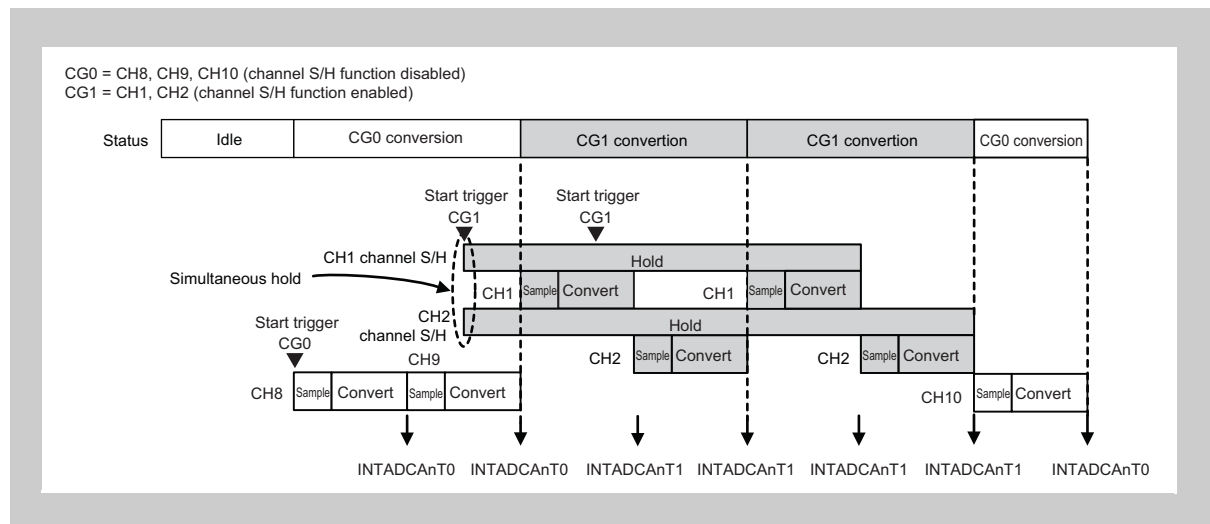 CG0 = CH8, CH9, CH10 (channel S/H function disabled)
CG1 = CH1, CH2 (channel S/H function enabled)
Status
Idle
CG0 conversion
CG1 convertion
CG1 convertion
CG0 conversion
Start trigger
CG1
Start trigger
CG1
CH1 channel S/H
Hold
Simultaneous hold
CH1
Sample
Convert
CH1
Sample
Convert
CH2
channel S/H
Hold
Start trigger
CG0
CH9
CH2
Sample
Convert
CH2
Sample
Convert
CH8
Sample
Convert
Sample
Convert
CH10
Sample
Convert
INTADCAnT0
INTADCAnT0
INTADCAnT1
INTADCAnT1
INTADCAnT1
INTADCAnT1
INTADCAnT0